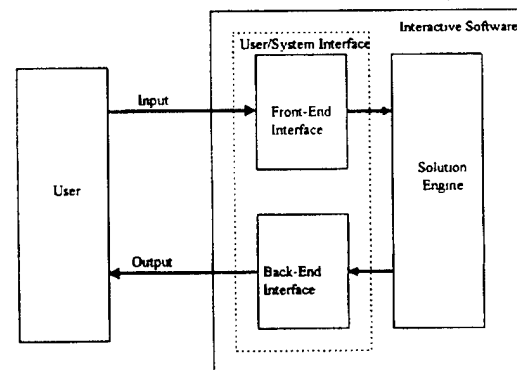 Interactive Software
User/System Interface
Input
Front-End
Interface
Solution
Engine
User
Output
Back-End
Interface